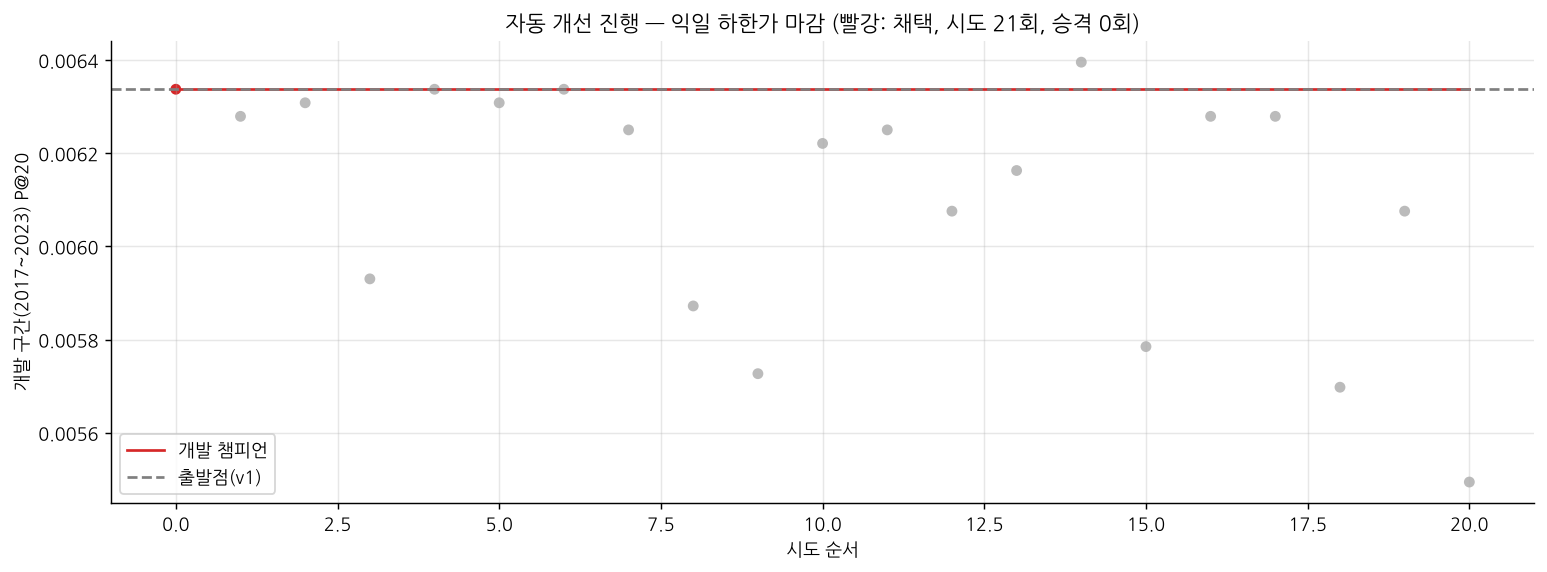 자동 개선 진행 — 익일 하한가 마감 (빨강: 채택, 시도 21회, 승격 0회)
개발 구간(2017~2023) P@20
0.0064
0.0062
0.0060
0.0058
0.0056
개발 챔피언
출발점(v1)
0.0 2.5 5.0 7.5 10.0 12.5 15.0 17.5 20.0
시도 순서